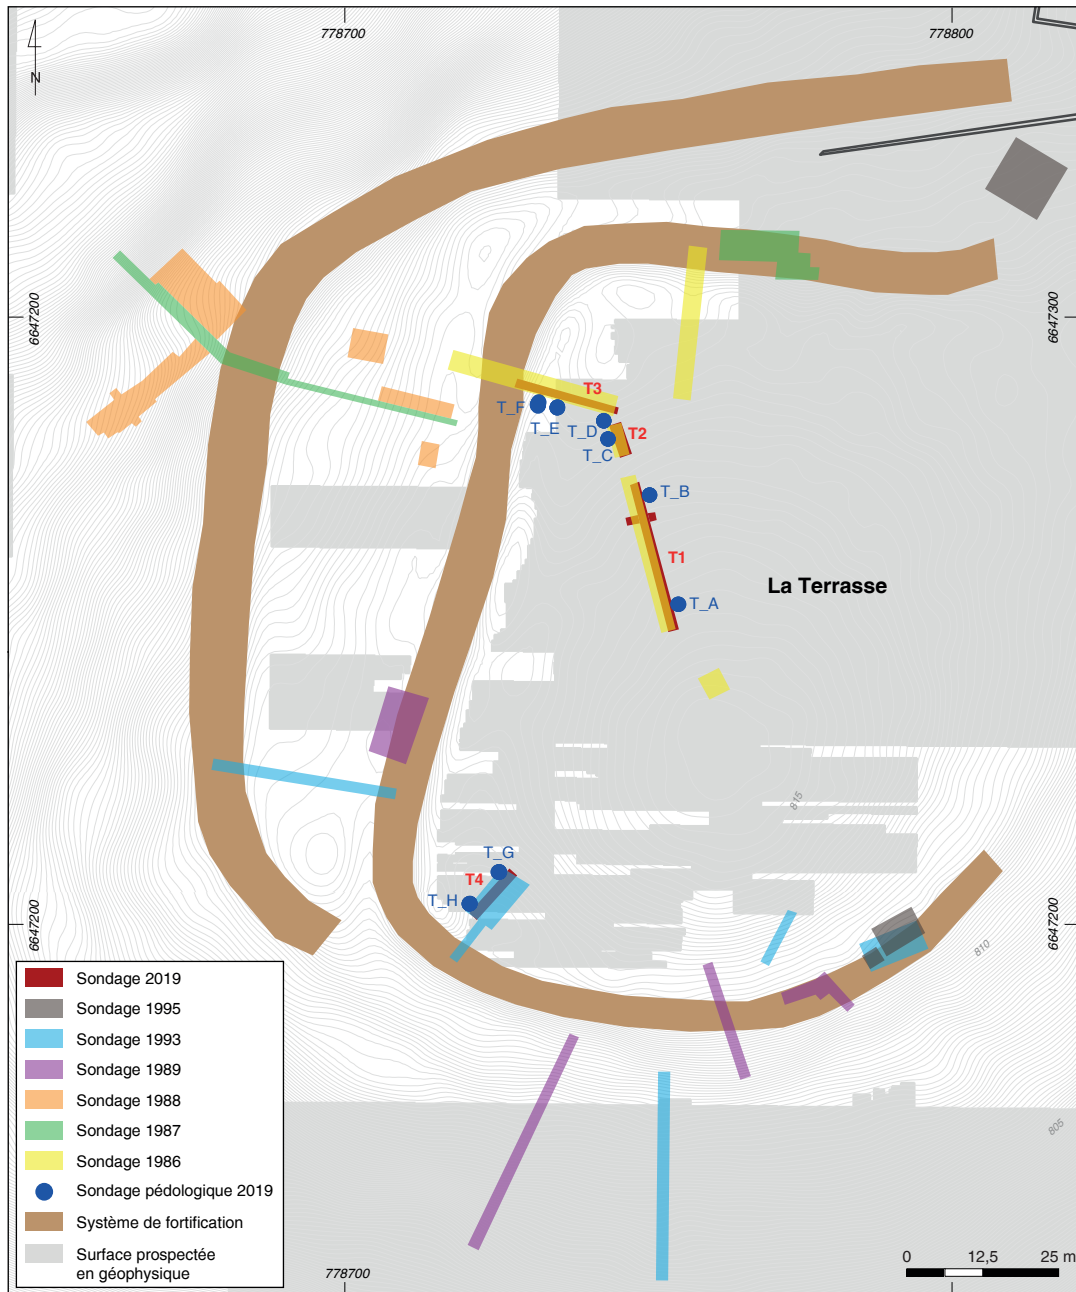 778700
778800
N
6647200
6647300
T3
T_F
T_E
T_D
T2
T_C
T_B
T1
La Terrasse
T_A
815
T_G
T4
T_H
6647200
6647200
810
Sondage 2019
Sondage 1995
Sondage 1993
Sondage 1989
Sondage 1988
Sondage 1987
Sondage 1986
Sondage pédologique 2019
Système de fortification
Surface prospectée
en géophysique
805
0 12,5 25 m
778700